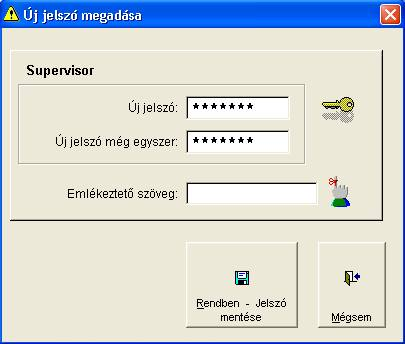 Új jelszó megadása
Supervisor
Új jelszó: *******
Új jelszó még egyszer: *******
Emlékeztető szöveg:
Rendben - Jelszó
mentése
Mégsem